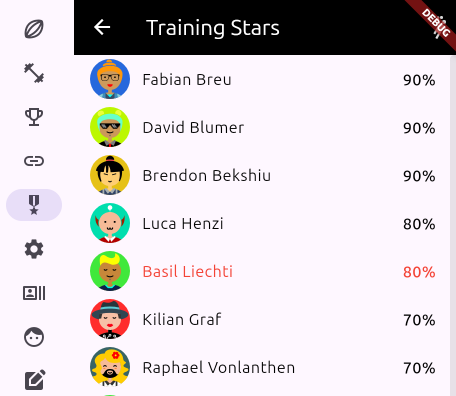 Training Stars
DEBUG
Fabian Breu 90%
David Blumer 90%
Brendon Bekshiu 90%
Luca Henzi 80%
Basil Liechti 80%
Kilian Graf 70%
Raphael Vonlanthen 70%